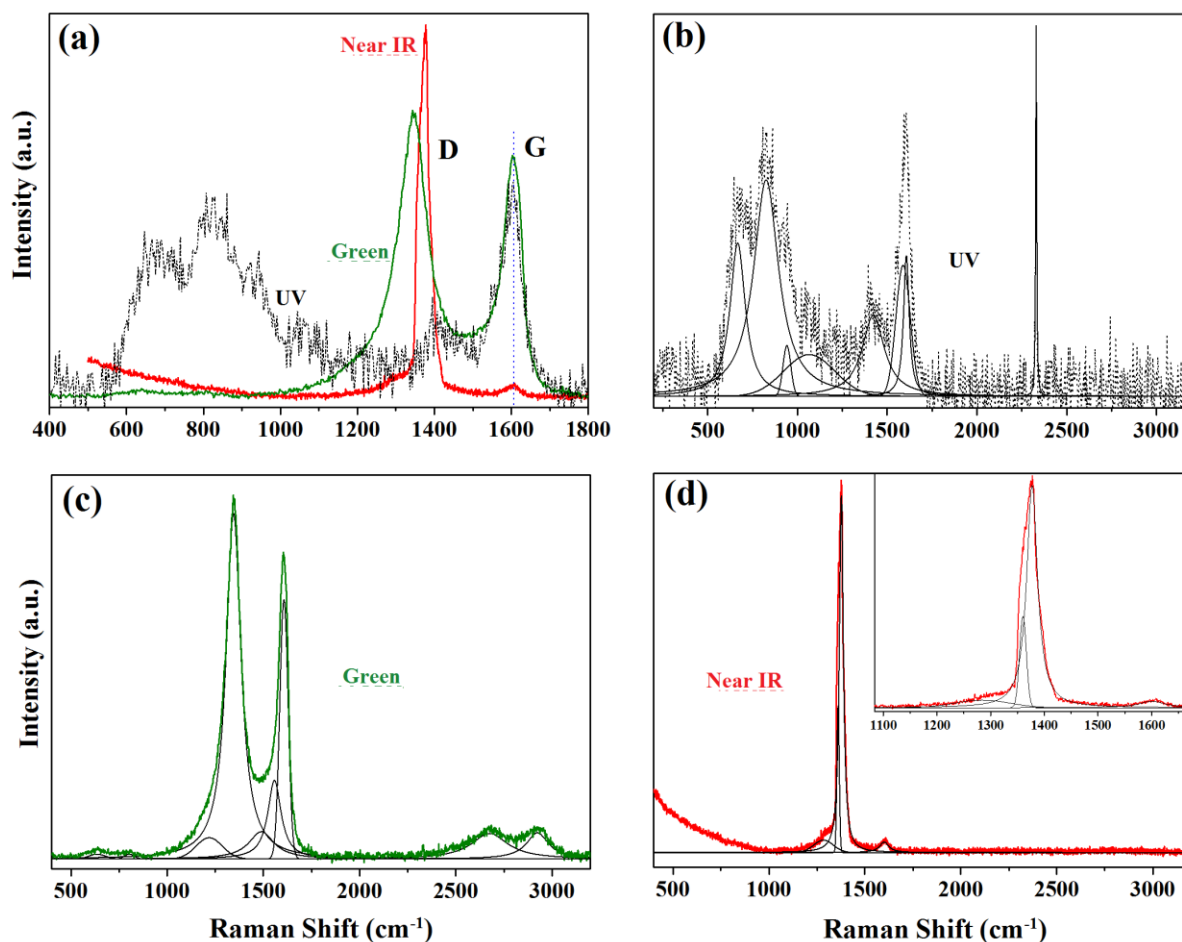 (a)
Near IR
D
G
Green
UV
Intensity (a.u.)
400 600 800 1000 1200 1400 1600 1800
(b)
UV
500 1000 1500 2000 2500 3000
(c)
Green
Intensity (a.u.)
500 1000 1500 2000 2500 3000
Raman Shift (cm⁻¹)
(d)
Near IR
1100 1200 1300 1400 1500 1600
500 1000 1500 2000 2500 3000
Raman Shift (cm⁻¹)